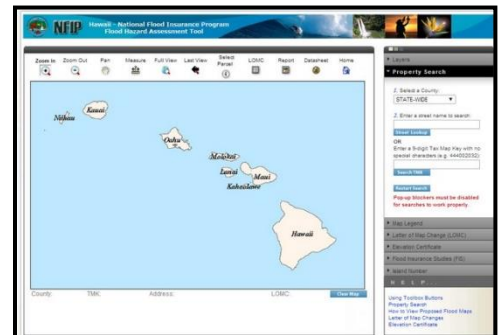 NFIP
Hawaii - National Flood Insurance Program
Flood Hazard Assessment Tool
Zoom In
Zoom Out
Pan
Measure
Full View
Last View
Select Parcel
LOMC
Report
Datasheet
Home
Kauai
Niihau
Oahu
Molokai
Lanai
Maui
Kahoolawe
Hawaii
County:
TMK:
Address:
LOMC:
Clear Map
Layers
Property Search
1. Select a County:
STATE-WIDE
2. Enter a street name to search:
Street Lookup
OR
Enter a 9-digit Tax Map Key with no
special characters (e.g. 444002032):
Search TMK
Restart Search
Pop-up blockers must be disabled
for searches to work properly.
Map Legend
Letter of Map Change (LOMC)
Elevation Certificate
Flood Insurance Studies (FIS)
Island Number
H E L P . . .
Using Toolbox Buttons
Property Search
How to View Proposed Flood Maps
Letter of Map Changes
Elevation Certificate